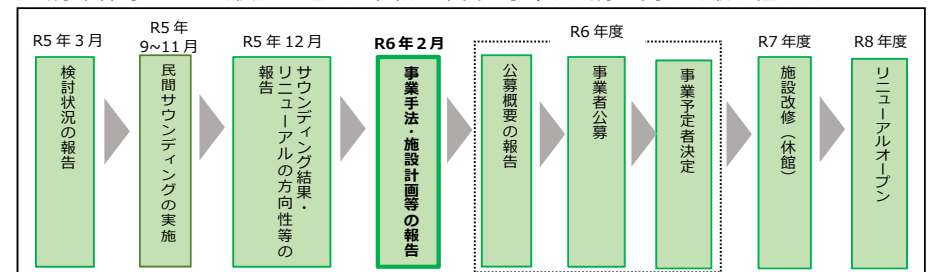 R5年3月
検討状況の報告
R5年
9~11月
民間サウンディングの実施
R5年12月
サウンディング結果・
リニューアルの方向性等の
報告
R6年2月
事業手法・施設計画等の報告
R6年度
公募概要の報告
事業者公募
事業予定者決定
R7年度
施設改修（休館）
R8年度
リニューアルオープン